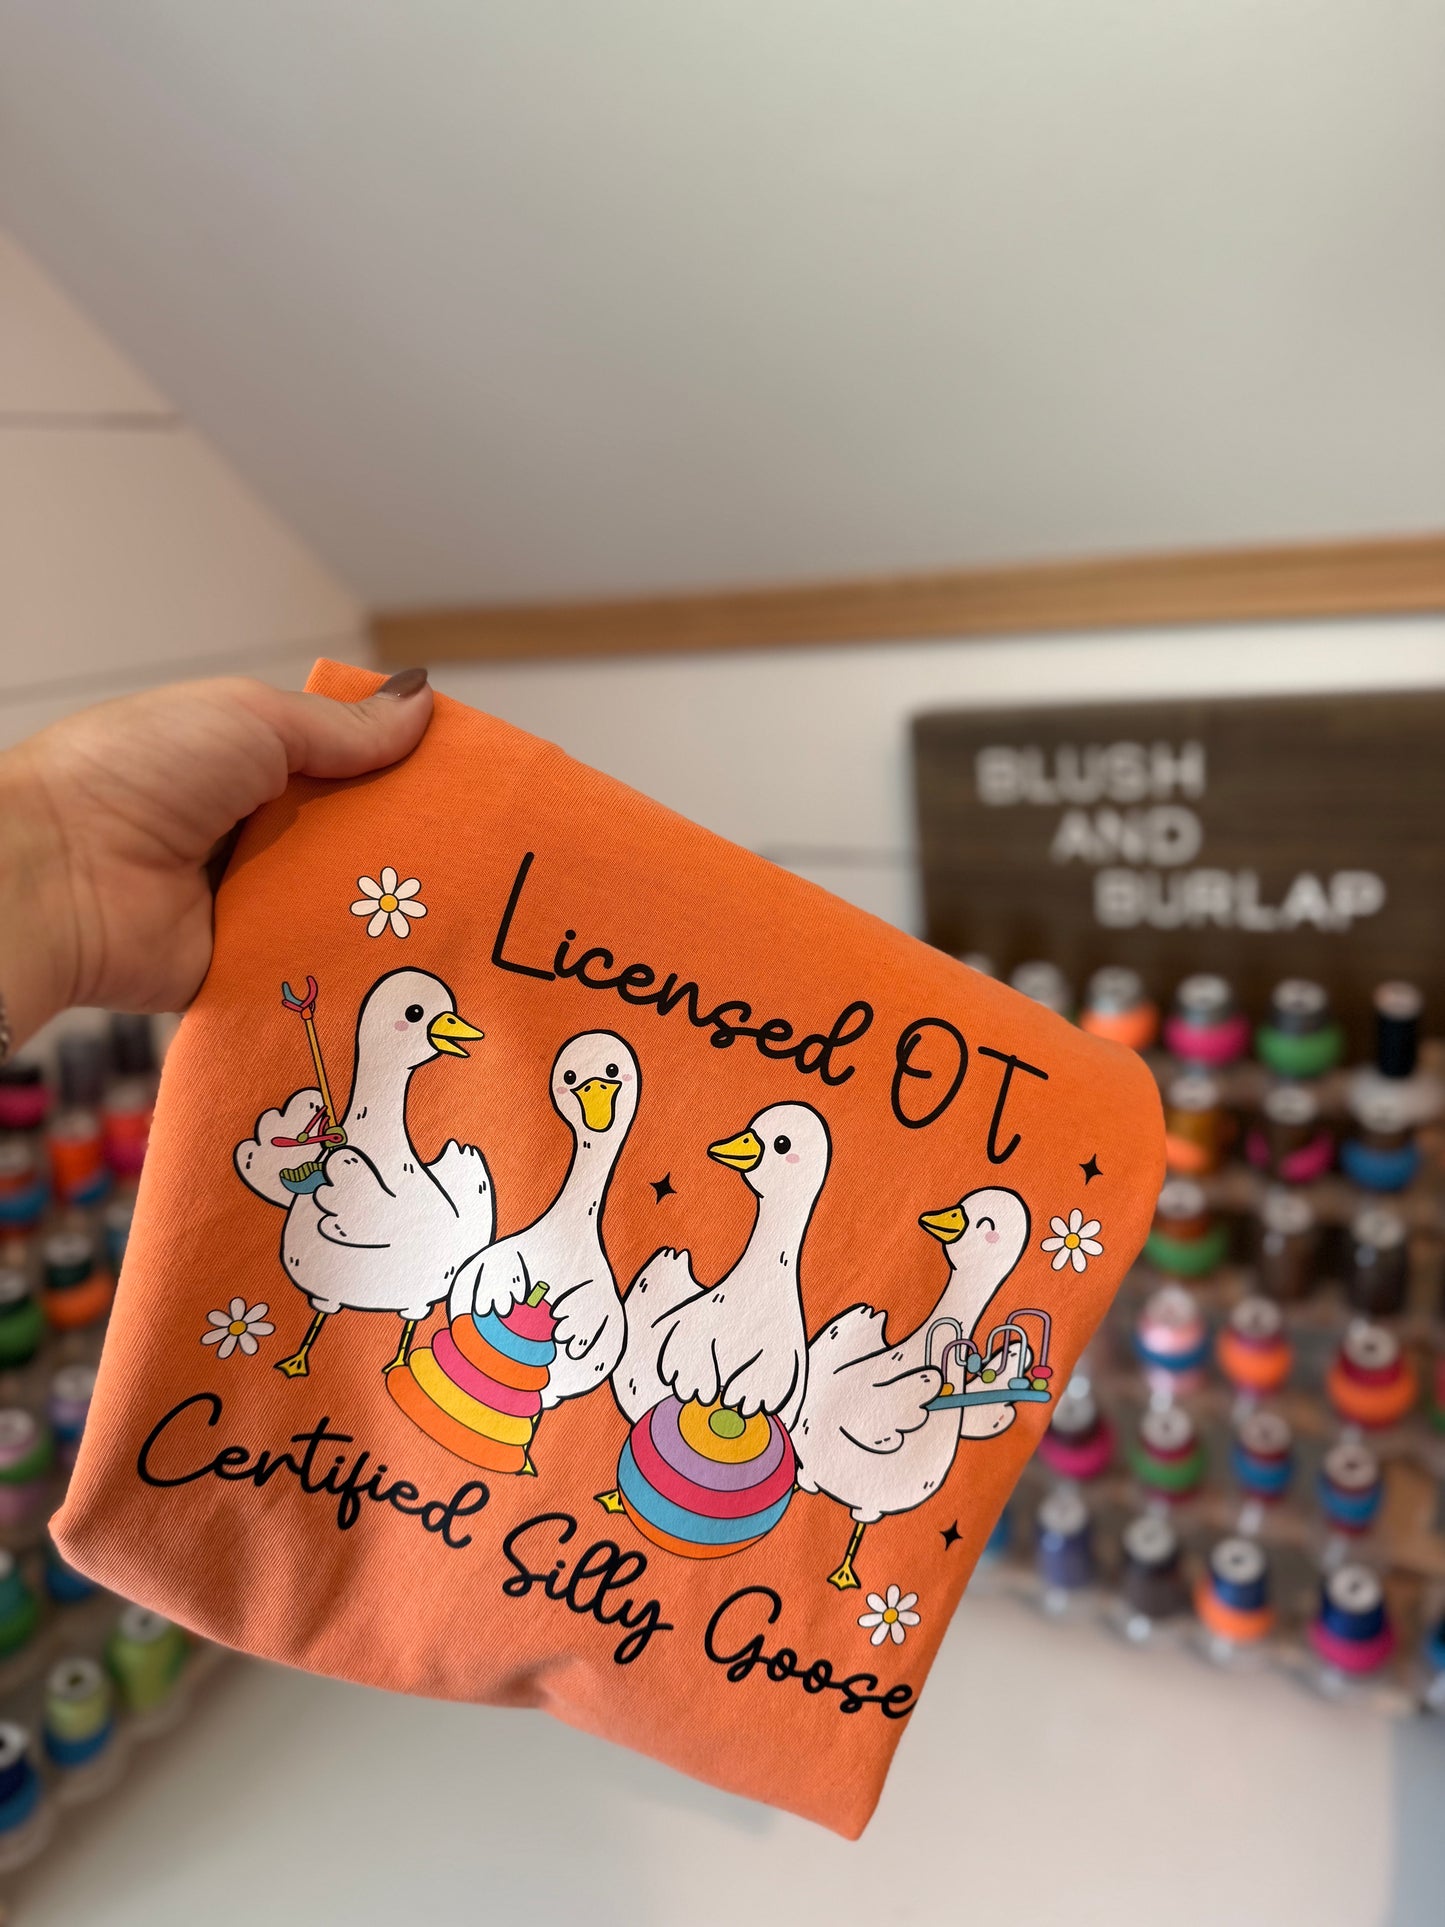 Licensed OT
Certified Silly Goose
BLUSH
AND
BURLAP